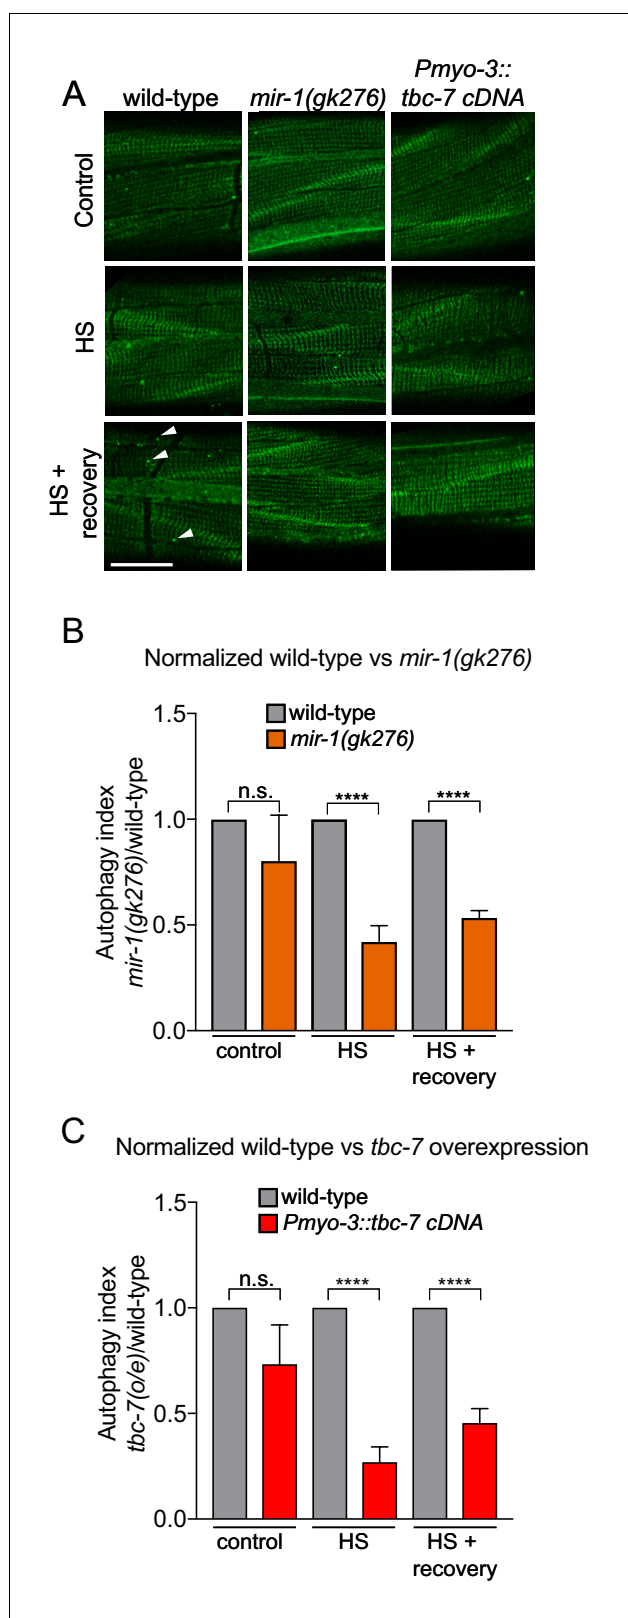 A
wild-type
mir-1(gk276)
Pmyo-3::
tbc-7 cDNA
Control
HS
HS +
recovery
B
Normalized wild-type vs mir-1(gk276)
wild-type
mir-1(gk276)
Autophagy index
mir-1(gk276)/wild-type
1.5
1.0
0.5
0.0
n.s.
****
****
control
HS
HS +
recovery
C
Normalized wild-type vs tbc-7 overexpression
wild-type
Pmyo-3::tbc-7 cDNA
Autophagy index
tbc-7(o/e)/wild-type
1.5
1.0
0.5
0.0
n.s.
****
****
control
HS
HS +
recovery